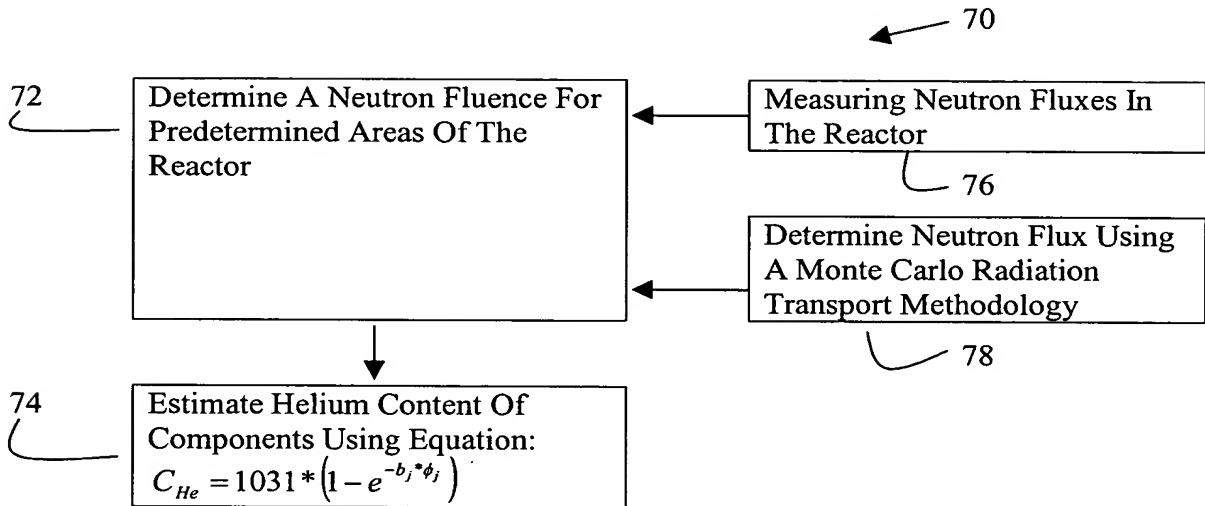 70
72
Determine A Neutron Fluence For
Predetermined Areas Of The
Reactor
Measuring Neutron Fluxes In
The Reactor
76
Determine Neutron Flux Using
A Monte Carlo Radiation
Transport Methodology
78
74
Estimate Helium Content Of
Components Using Equation:
C_{He} = 1031 * (1 - e^{-b_j * ϕ_j})